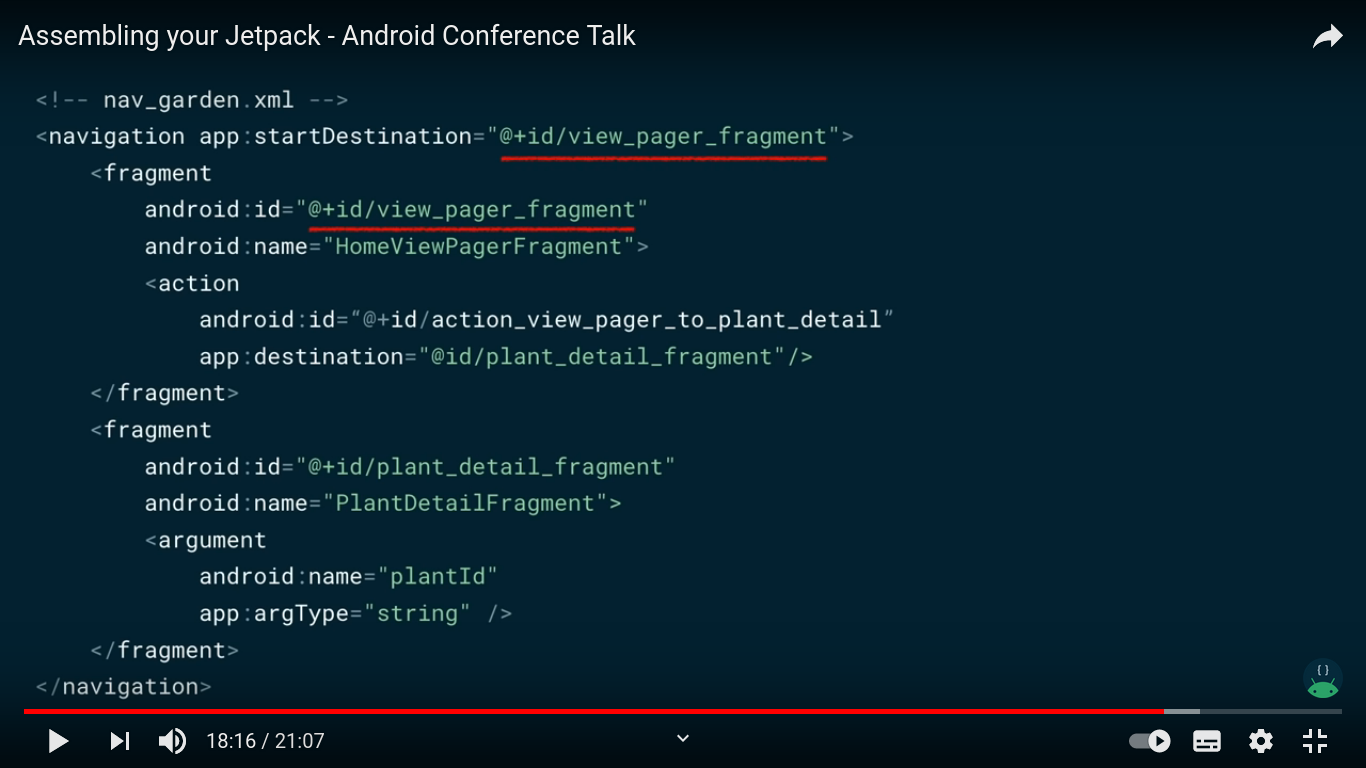 Assembling your Jetpack - Android Conference Talk
<!-- nav_garden.xml -->
<navigation app:startDestination="@+id/view_pager_fragment">
<fragment
android:id="@+id/view_pager_fragment"
android:name="HomeViewPagerFragment">
<action
android:id=“@+id/action_view_pager_to_plant_detail”
app:destination="@id/plant_detail_fragment"/>
</fragment>
<fragment
android:id="@+id/plant_detail_fragment"
android:name="PlantDetailFragment">
<argument
android:name="plantId"
app:argType="string" />
</fragment>
</navigation>
{ }
18:16 / 21:07